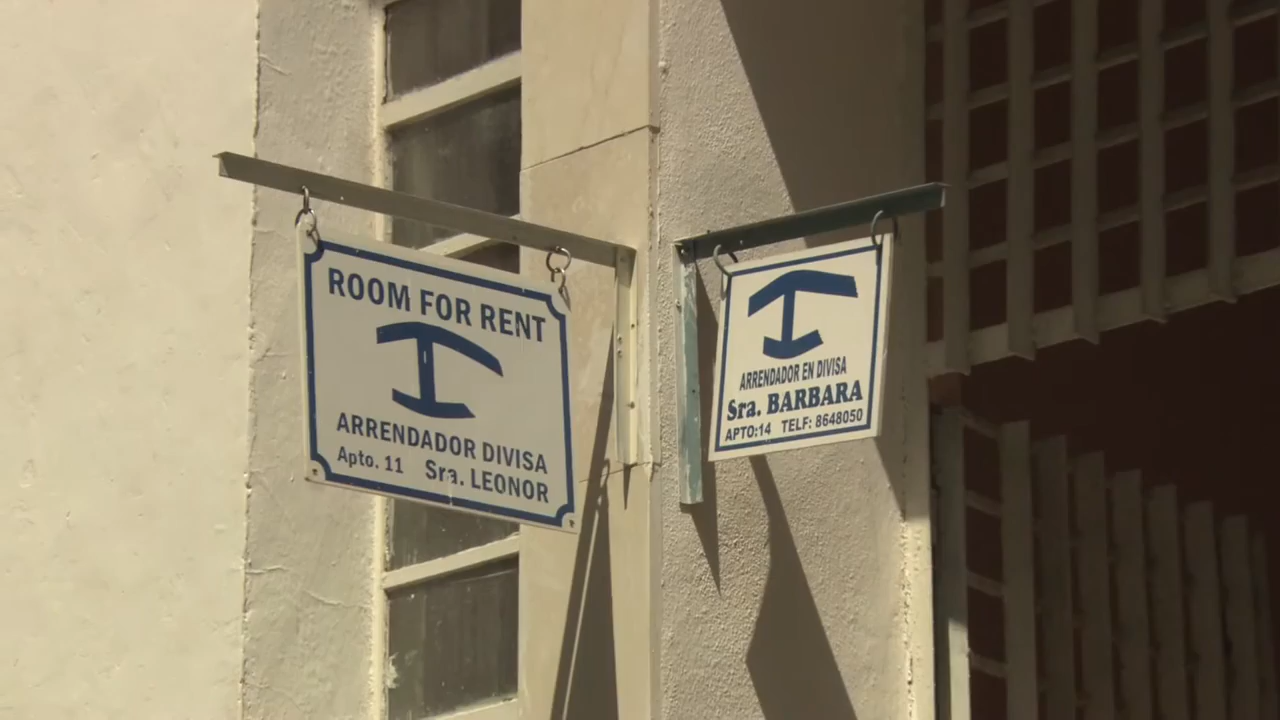 ROOM FOR RENT
ARRENDADOR DIVISA
Apto. 11 Sra. LEONOR
ARRENDADOR EN DIVISA
Sra. BARBARA
APTO:14 TELF: 8648050